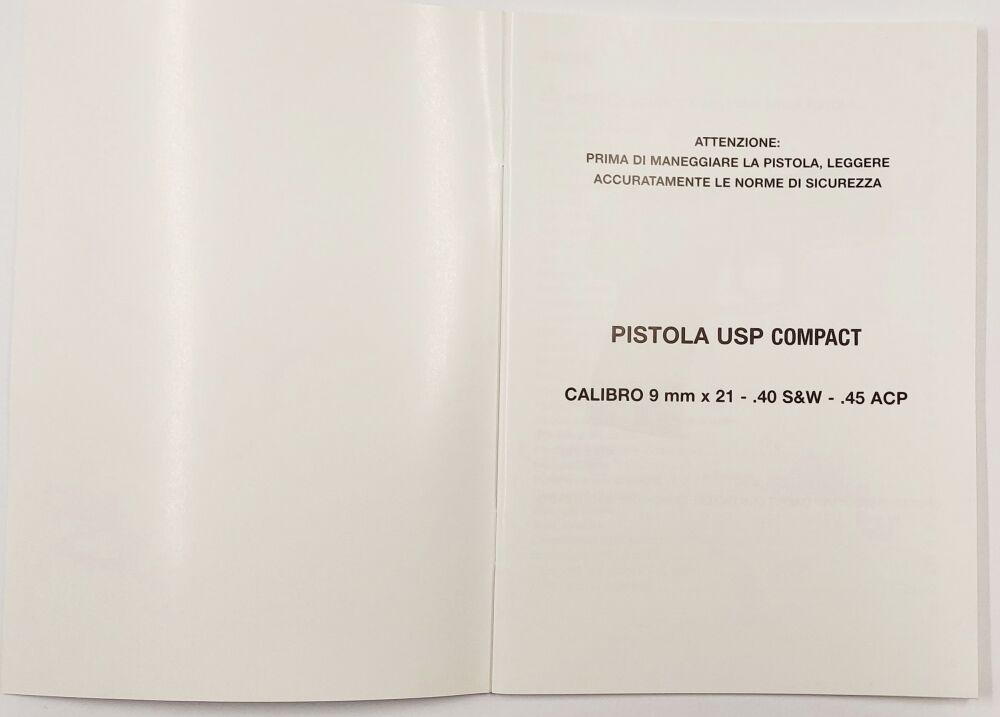 ATTENZIONE:
PRIMA DI MANEGGIARE LA PISTOLA, LEGGERE
ACCURATAMENTE LE NORME DI SICUREZZA
PISTOLA USP COMPACT
CALIBRO 9 mm x 21 - .40 S&W - .45 ACP